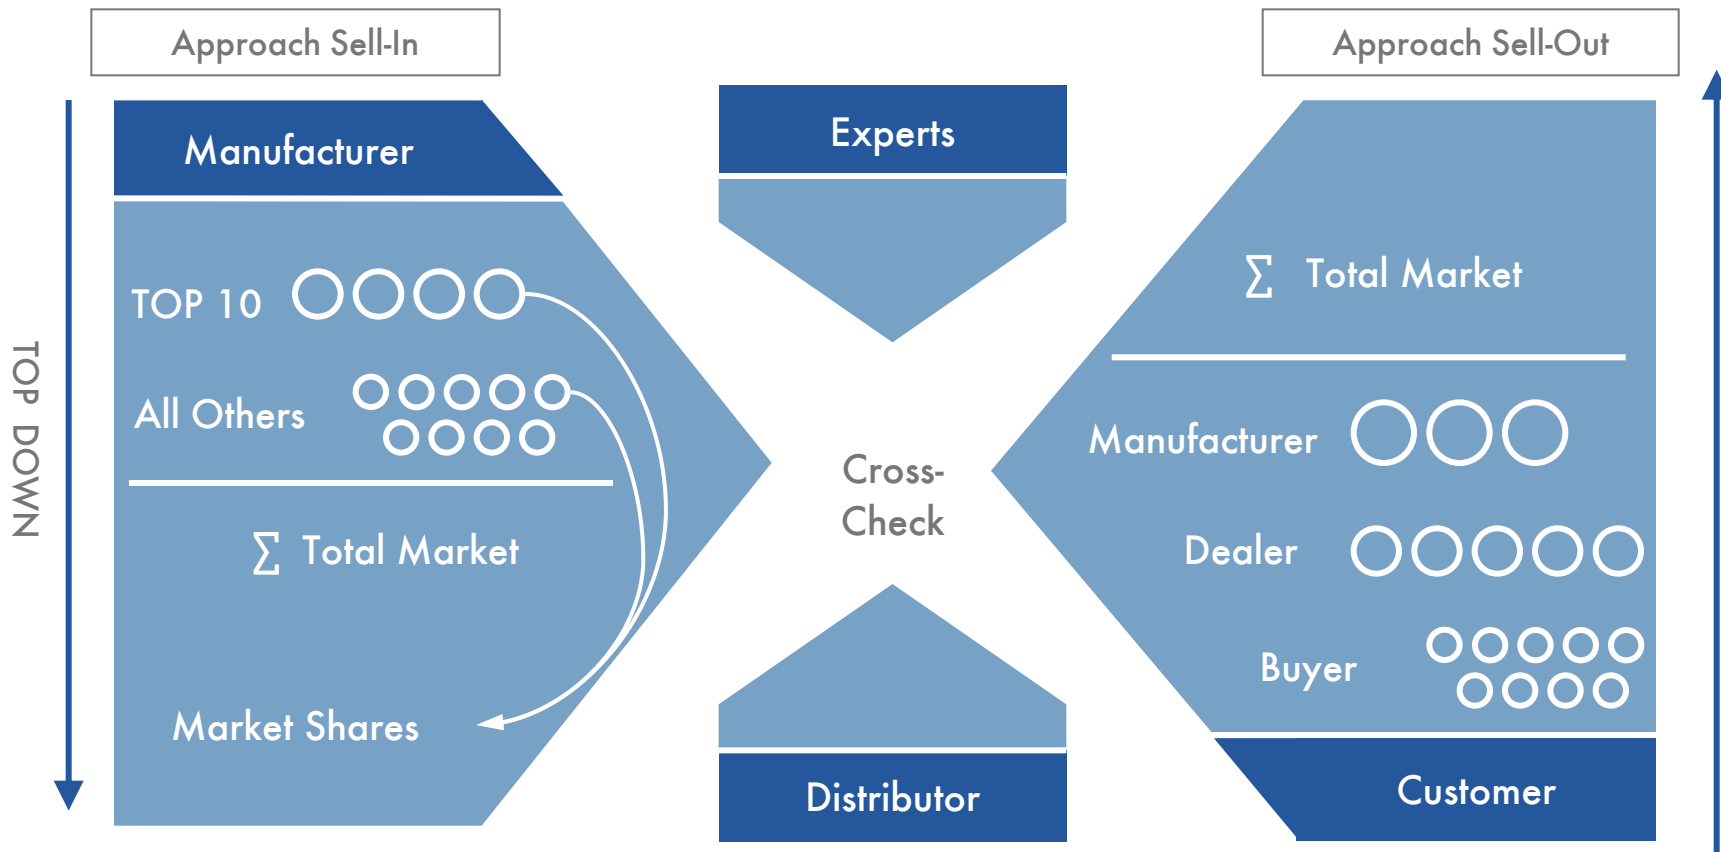 Approach Sell-In
TOP DOWN
Manufacturer
TOP 10
All Others
∑ Total Market
Market Shares
Experts
Cross-
Check
Distributor
Approach Sell-Out
∑ Total Market
Manufacturer
Dealer
Buyer
Customer